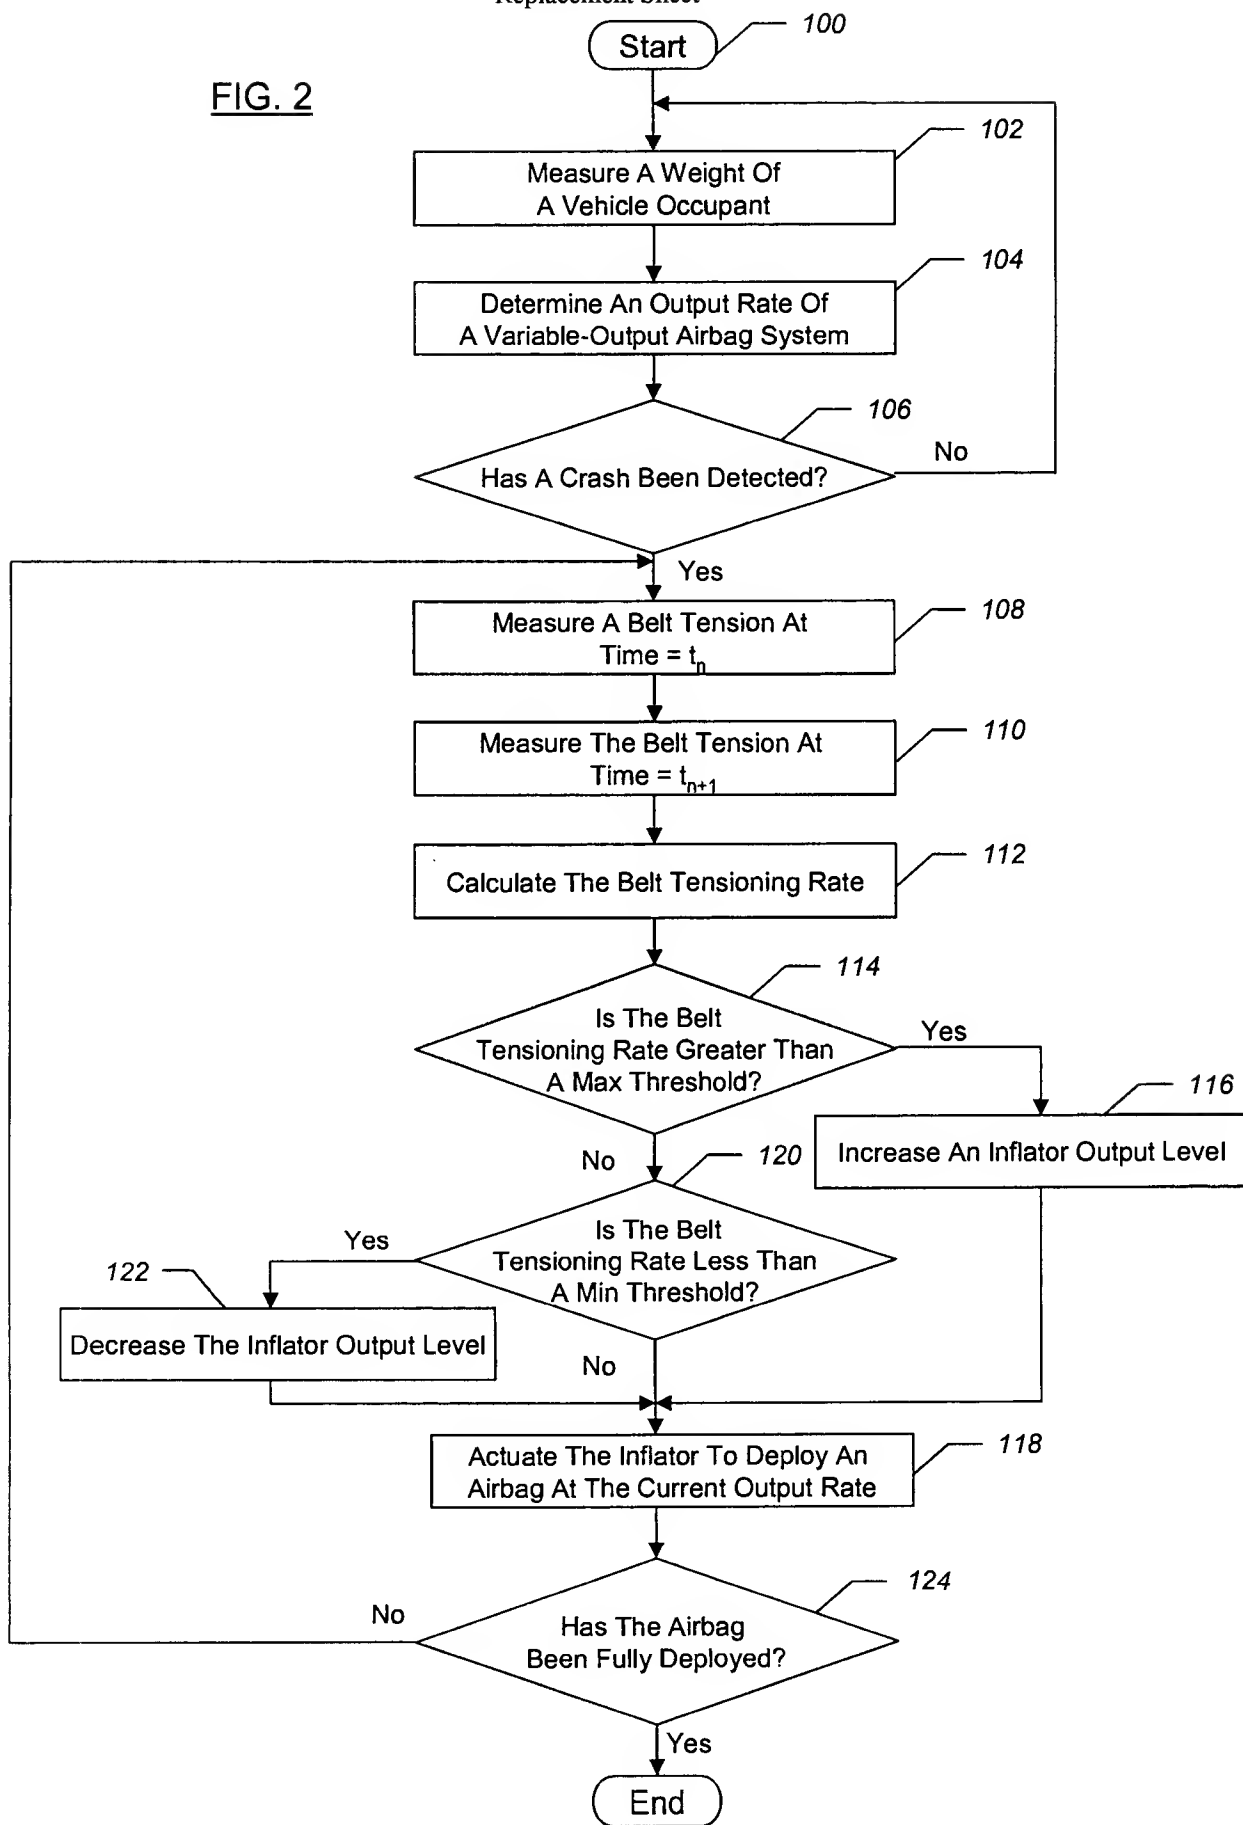 Replacement Sheet
Start
100
FIG. 2
102
Measure A Weight Of
A Vehicle Occupant
104
Determine An Output Rate Of
A Variable-Output Airbag System
106
Has A Crash Been Detected?
No
Yes
108
Measure A Belt Tension At
Time = tn
110
Measure The Belt Tension At
Time = tn+1
112
Calculate The Belt Tensioning Rate
114
Is The Belt
Tensioning Rate Greater Than
A Max Threshold?
Yes
116
Increase An Inflator Output Level
No
120
Is The Belt
Tensioning Rate Less Than
A Min Threshold?
Yes
122
Decrease The Inflator Output Level
No
118
Actuate The Inflator To Deploy An
Airbag At The Current Output Rate
124
No
Has The Airbag
Been Fully Deployed?
Yes
End